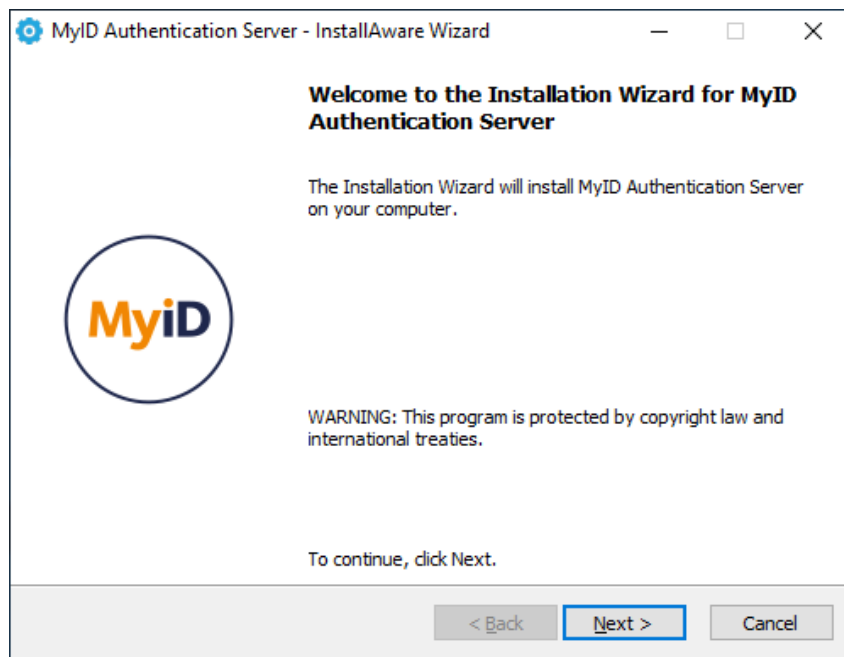 MyID Authentication Server - InstallAware Wizard
Welcome to the Installation Wizard for MyID
Authentication Server
The Installation Wizard will install MyID Authentication Server
on your computer.
MyiD
WARNING: This program is protected by copyright law and
international treaties.
To continue, click Next.
< Back
Next >
Cancel